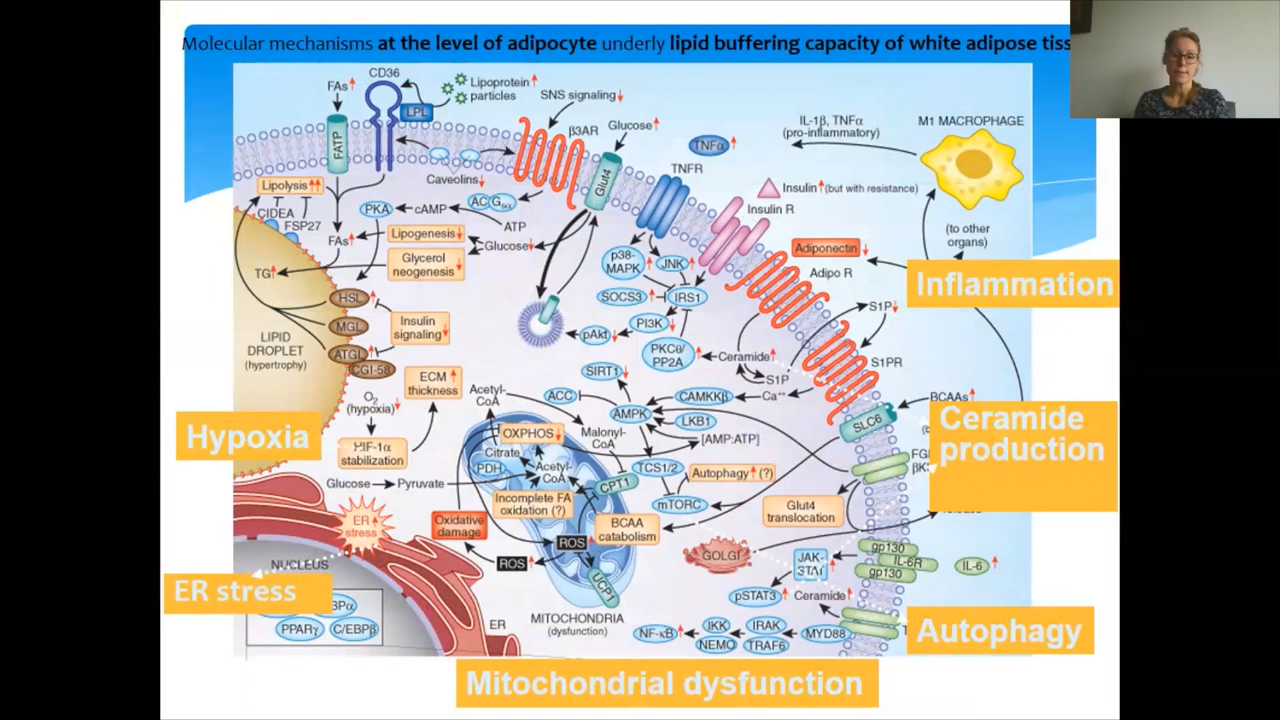 Molecular mechanisms at the level of adipocyte underly lipid buffering capacity of white adipose
CD36
FAs
Lipoprotein
particles
LPL
SNS signaling
FATP
β3AR
Glucose
TNFα
IL-1β, TNFα
(pro-inflammatory)
M1 MACROPHAGE
TNFR
Glut4
Lipolysis
Caveolins
Insulin (but with resistance)
Insulin R
CIDEA
FSP27
PKA
cAMP
AC
Gsα
ATP
(to other
organs)
FAs
Lipogenesis
Glucose
Glycerol
neogenesis
TG
p38-
MAPK
JNK
Adiponectin
Adipo R
Inflammation
HSL
SOCS3
IRS1
S1P
MGL
Insulin
signaling
PI3K
pAkt
LIPID
DROPLET
(hypertrophy)
ATGL
CGI-58
PKCθ/
PP2A
Ceramide
S1P
S1PR
SIRT1
O2
(hypoxia)
ECM
thickness
Acetyl-
CoA
ACC
CAMKKβ
Ca++
BCAAs
AMPK
LKB1
SLC6
Ceramide
production
Hypoxia
HIF-1α
stabilization
OXPHOS
Malonyl-
CoA
[AMP:ATP]
Citrate
PDH
Acetyl-
CoA
TCS1/2
Autophagy (?)
Glucose
Pyruvate
CPT1
mTORC
Incomplete FA
oxidation (?)
Glut4
translocation
ER
stress
Oxidative
damage
BCAA
catabolism
ROS
ROS
GOLGI
gp130
IL-6R
gp130
IL-6
JAK-
NUCLEUS
UCP1
ER stress
pSTAT3
Ceramide
PPARγ
C/EBPβ
ER
MITOCHONDRIA
(dysfunction)
NF-κB
IKK
NEMO
IRAK
TRAF6
MYD88
Autophagy
Mitochondrial dysfunction